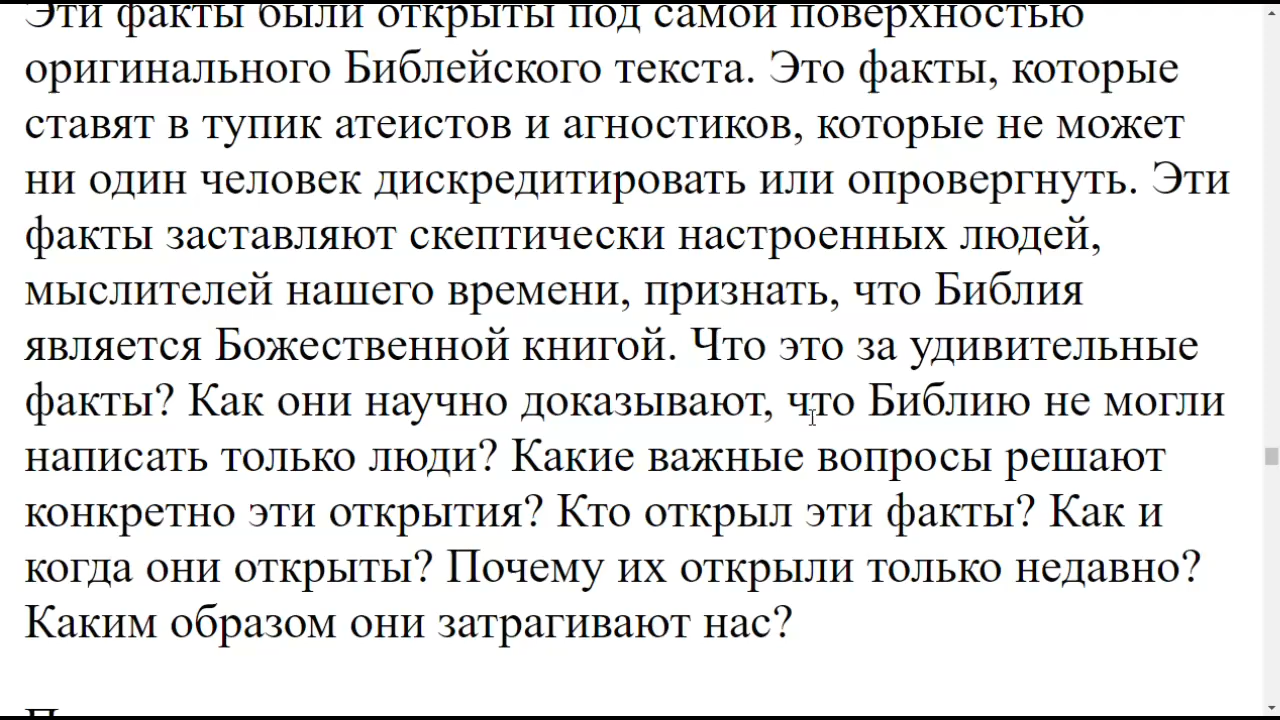 Эти факты были открыты под самой поверхностью
оригинального Библейского текста. Это факты, которые
ставят в тупик атеистов и агностиков, которые не может
ни один человек дискредитировать или опровергнуть. Эти
факты заставляют скептически настроенных людей,
мыслителей нашего времени, признать, что Библия
является Божественной книгой. Что это за удивительные
факты? Как они научно доказывают, что Библию не могли
написать только люди? Какие важные вопросы решают
конкретно эти открытия? Кто открыл эти факты? Как и
когда они открыты? Почему их открыли только недавно?
Каким образом они затрагивают нас?